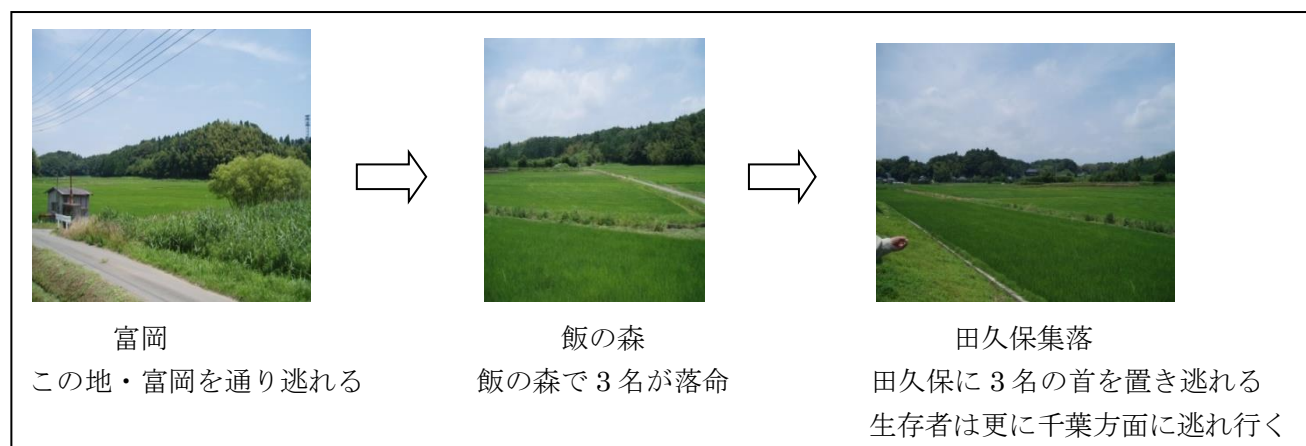 富岡
この地・富岡を通り逃れる
飯の森
飯の森で３名が落命
田久保集落
田久保に３名の首を置き逃れる
生存者は更に千葉方面に逃れ行く